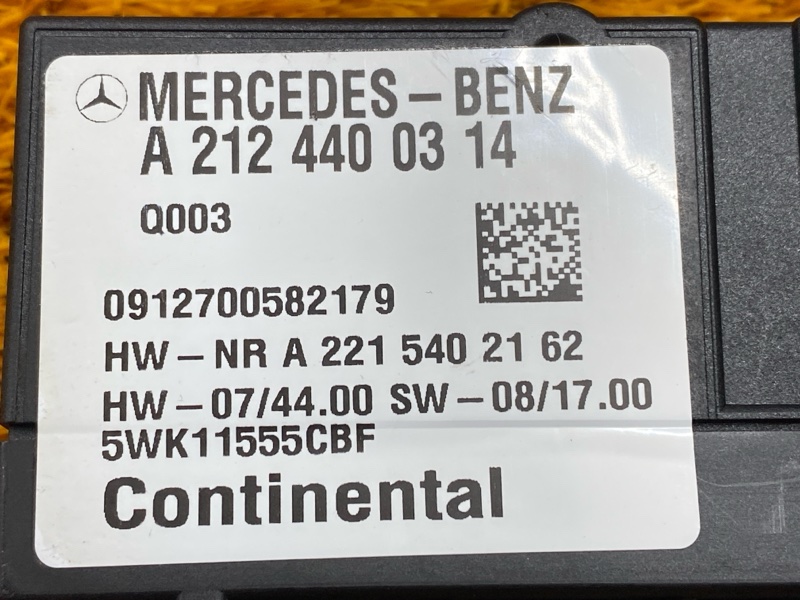 MERCEDES-BENZ
A 212 440 03 14
Q003
0912700582179
HW-NR A 221 540 21 62
HW-07/44.00 SW-08/17.00
5WK11555CBF
Continental